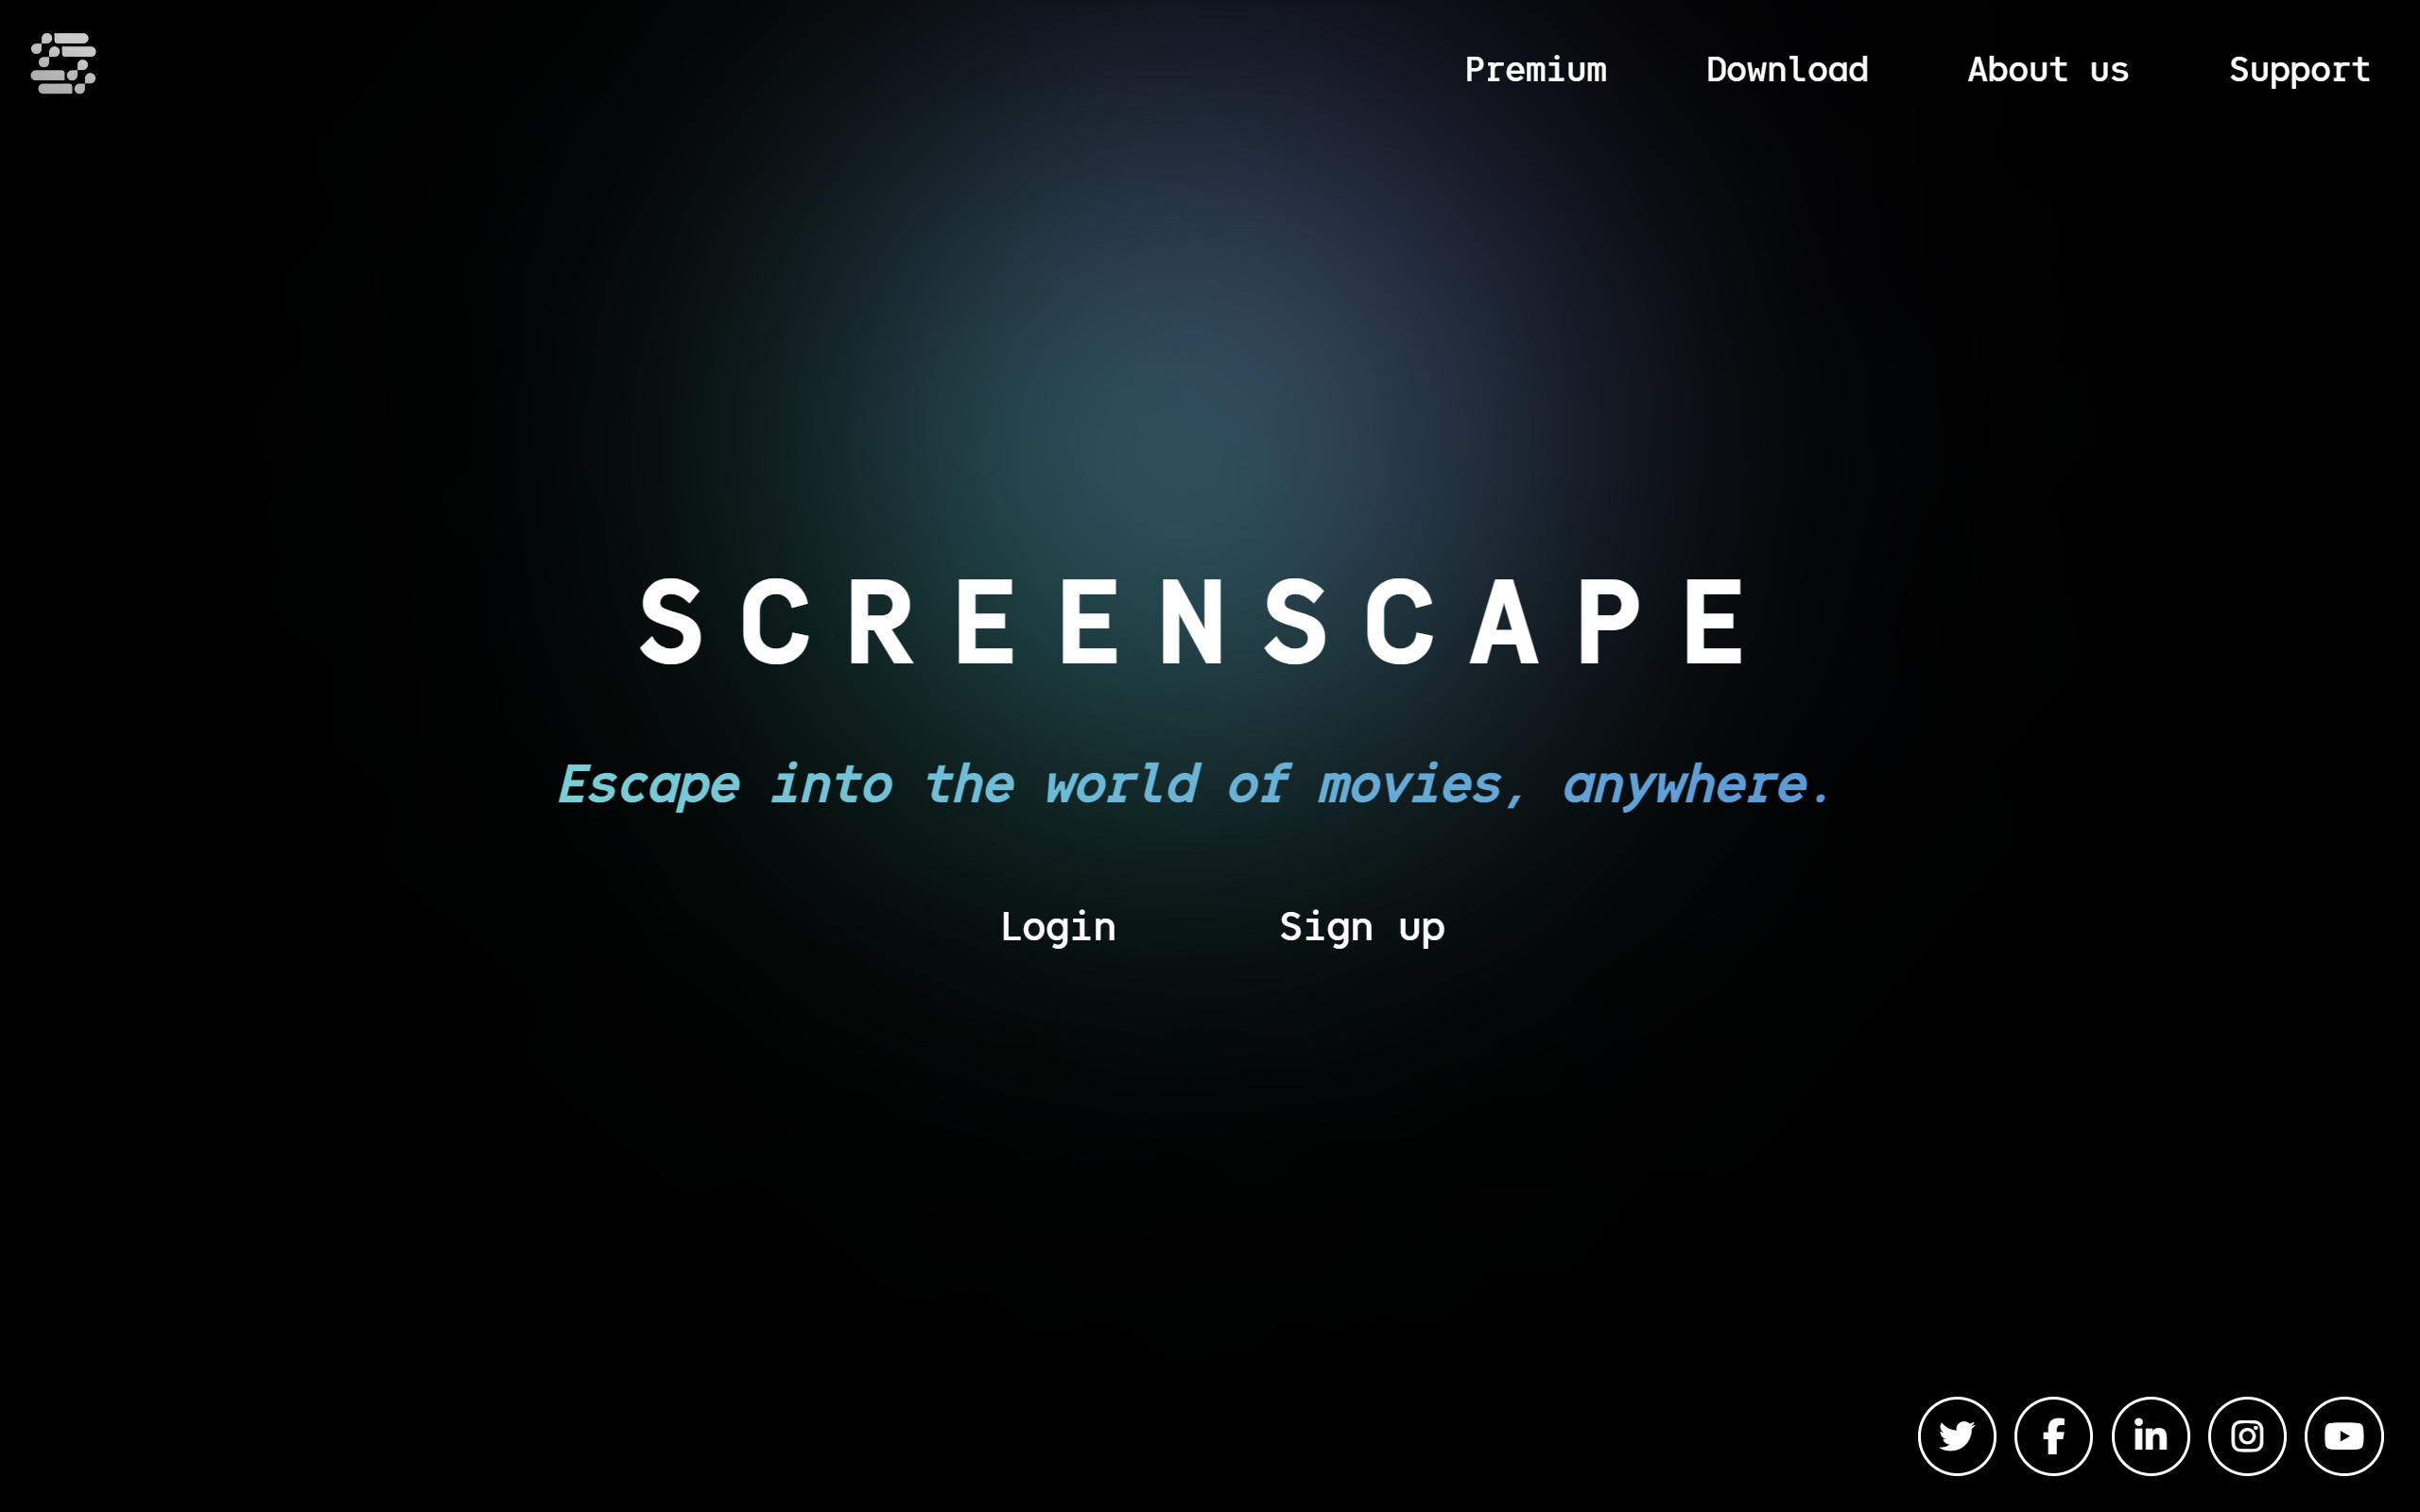 Premium Download About us Support
SCREENSCAPE
Escape into the world of movies, anywhere.
Login Sign up